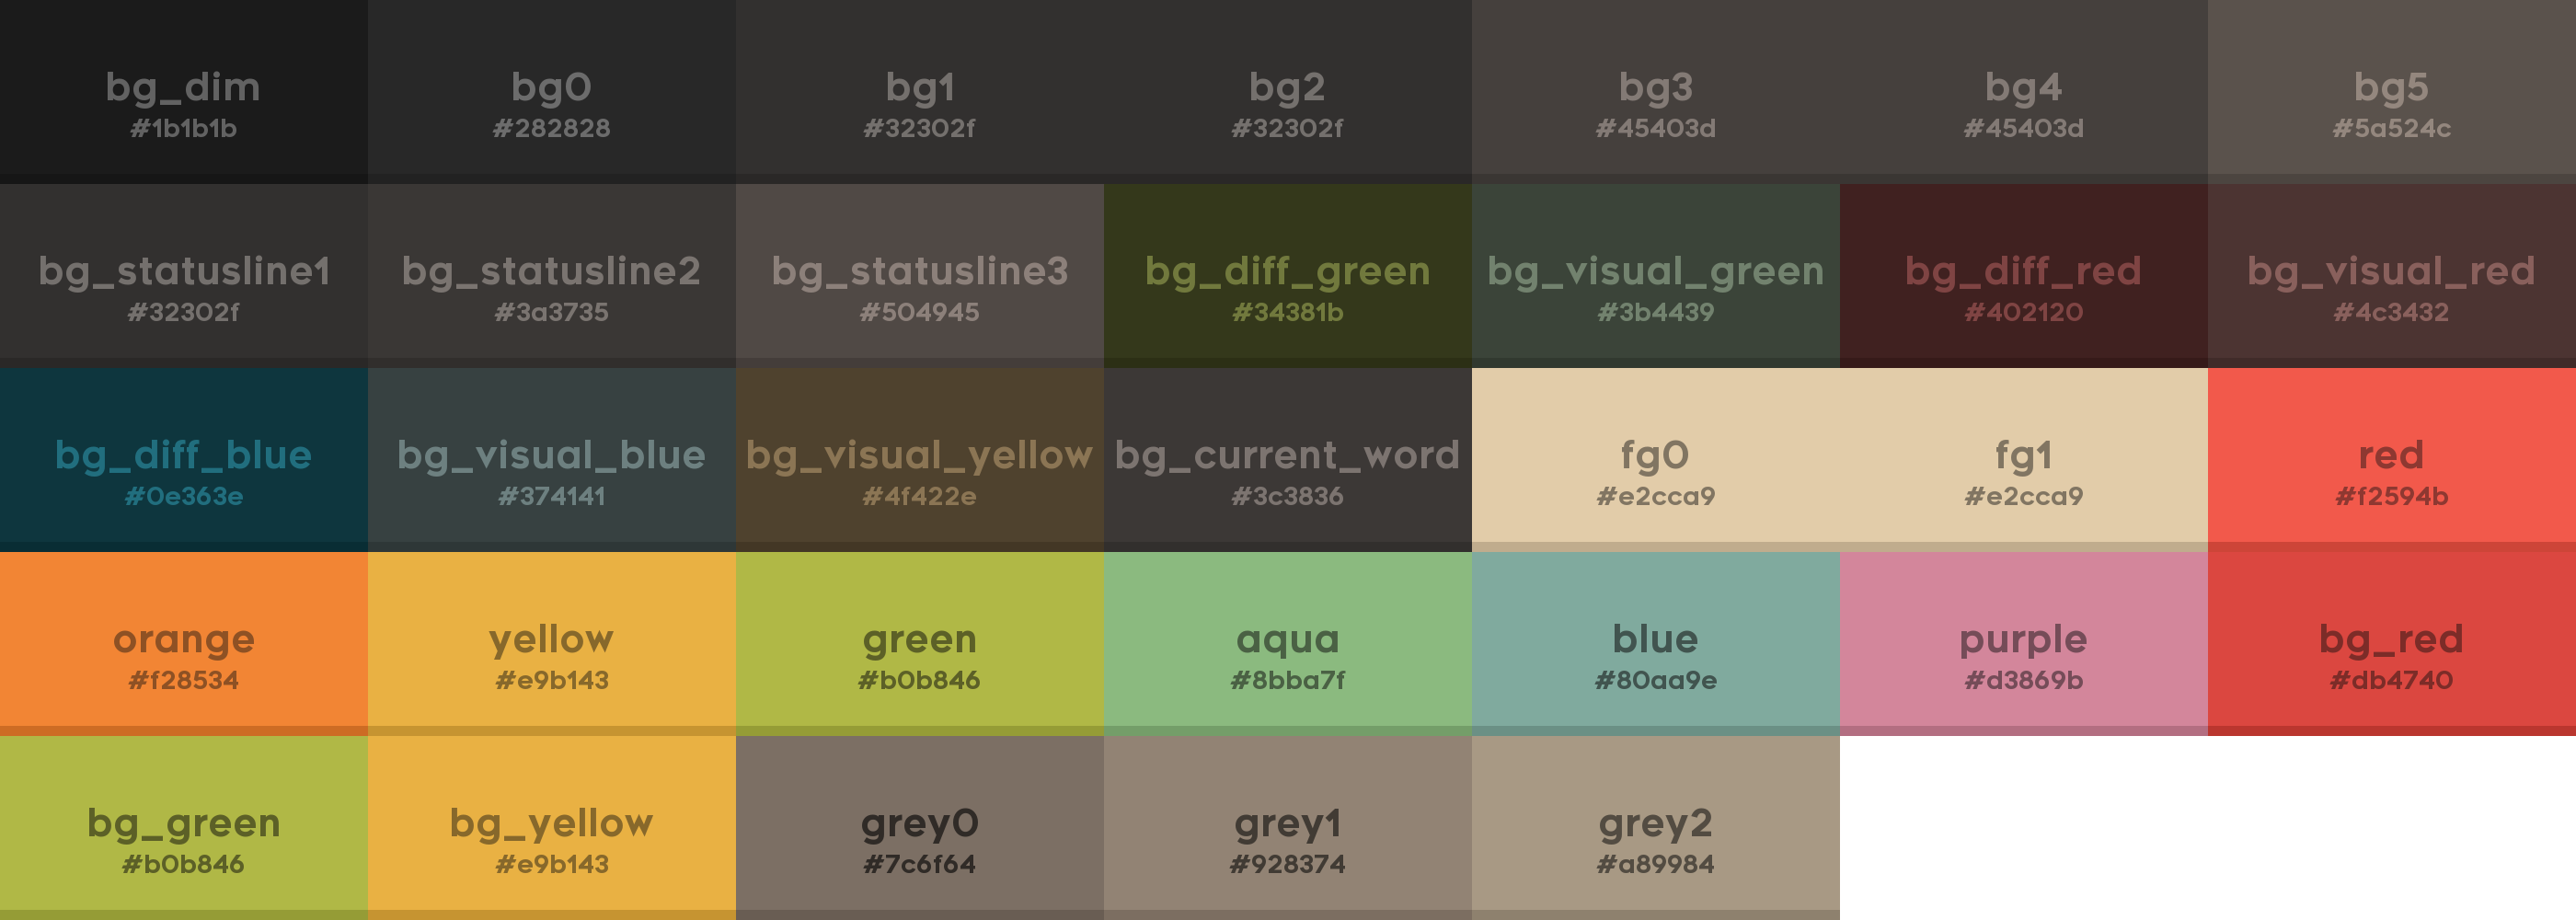 bg_dim
#1b1b1b
bg0
#282828
bg1
#32302f
bg2
#32302f
bg3
#45403d
bg4
#45403d
bg5
#5a524c
bg_statusline1
#32302f
bg_statusline2
#3a3735
bg_statusline3
#504945
bg_diff_green
#34381b
bg_visual_green
#3b4439
bg_diff_red
#402120
bg_visual_red
#4c3432
bg_diff_blue
#0e363e
bg_visual_blue
#374141
bg_visual_yellow
#4f422e
bg_current_word
#3c3836
fg0
#e2cca9
fg1
#e2cca9
red
#f2594b
orange
#f28534
yellow
#e9b143
green
#b0b846
aqua
#8bba7f
blue
#80aa9e
purple
#d3869b
bg_red
#db4740
bg_green
#b0b846
bg_yellow
#e9b143
grey0
#7c6f64
grey1
#928374
grey2
#a89984